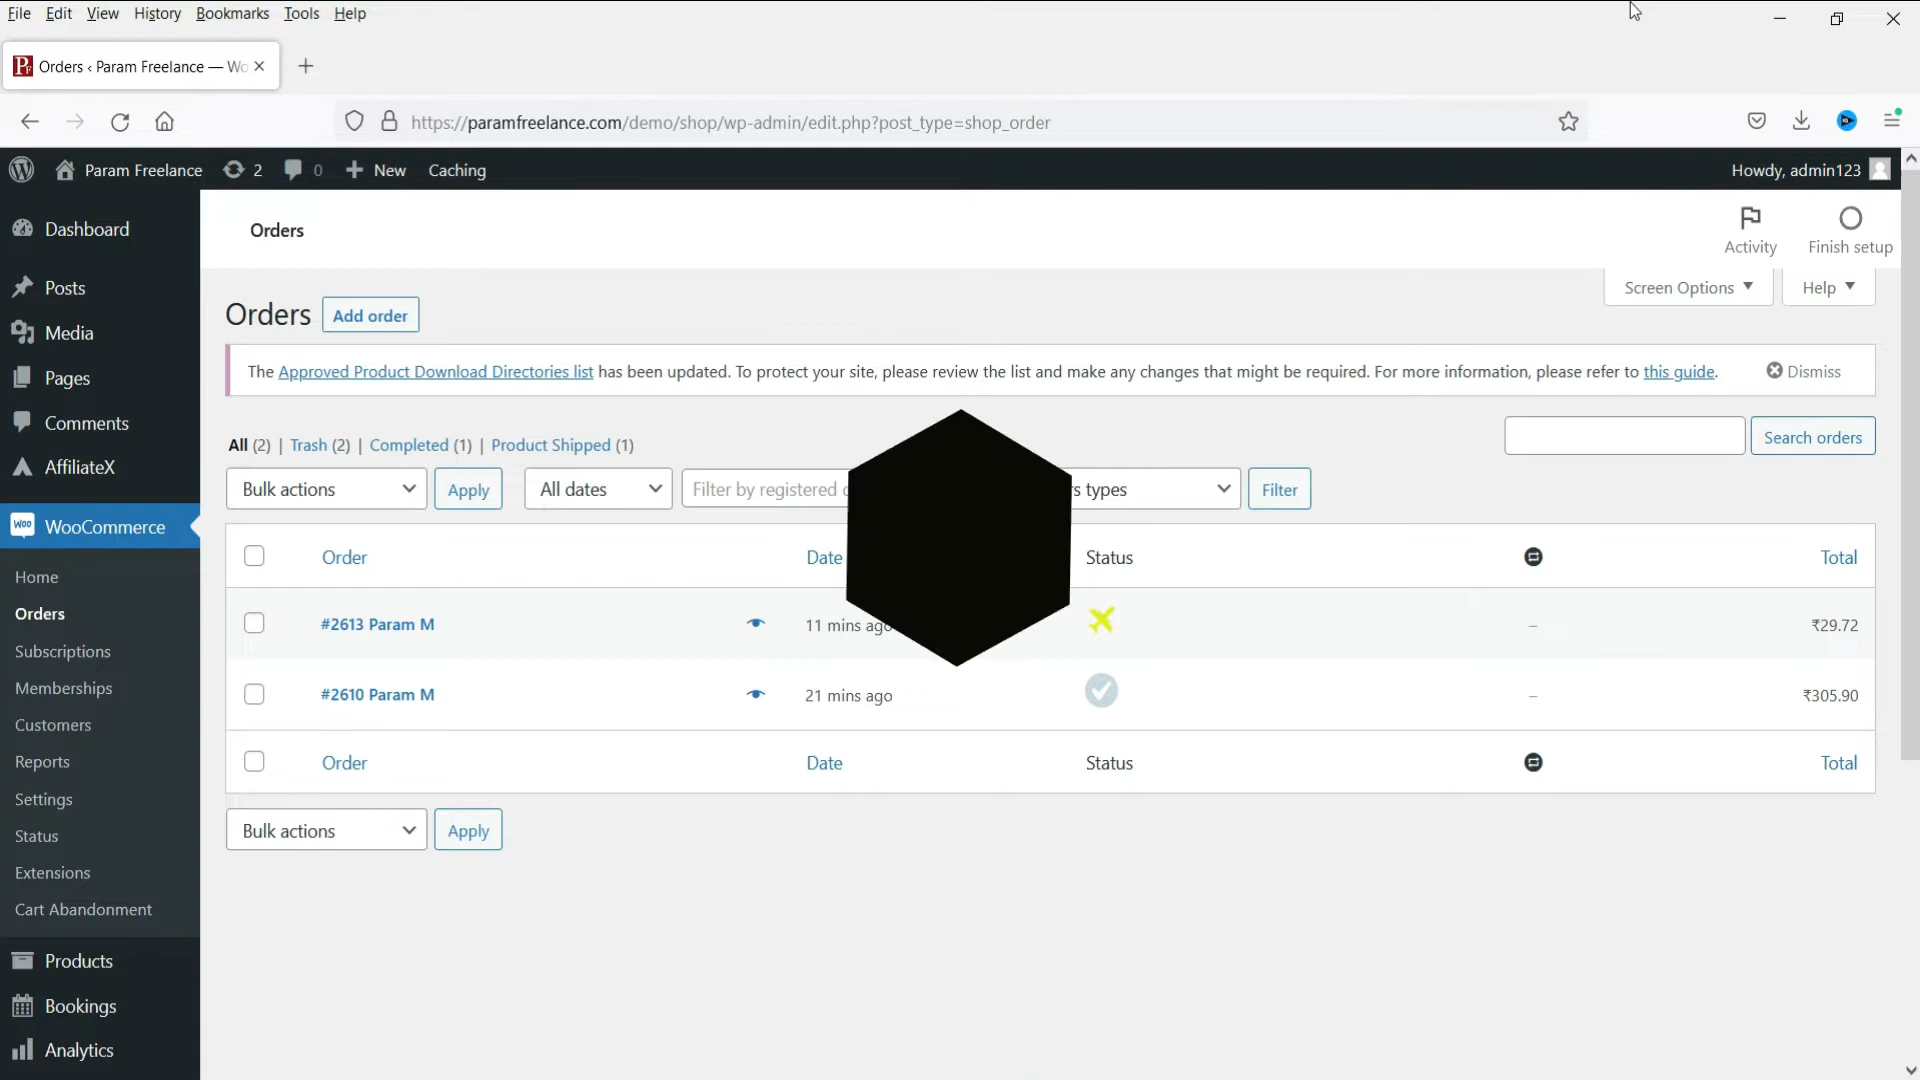 File Edit View History Bookmarks Tools Help
Orders ‹ Param Freelance — Wo
https://paramfreelance.com/demo/shop/wp-admin/edit.php?post_type=shop_order
Param Freelance 2 0 New Caching Howdy, admin123
Dashboard
Posts
Media
Pages
Comments
AffiliateX
WooCommerce
Home
Orders
Subscriptions
Memberships
Customers
Reports
Settings
Status
Extensions
Cart Abandonment
Products
Bookings
Analytics
Orders
Activity Finish setup
Screen Options Help
Orders Add order
The Approved Product Download Directories list has been updated. To protect your site, please review the list and make any changes that might be required. For more information, please refer to this guide. Dismiss
All (2) | Trash (2) | Completed (1) | Product Shipped (1)
Search orders
Bulk actions Apply All dates Filter by registered types Filter
Order Date Status Total
#2613 Param M 11 mins ago – ₹29.72
#2610 Param M 21 mins ago – ₹305.90
Order Date Status Total
Bulk actions Apply